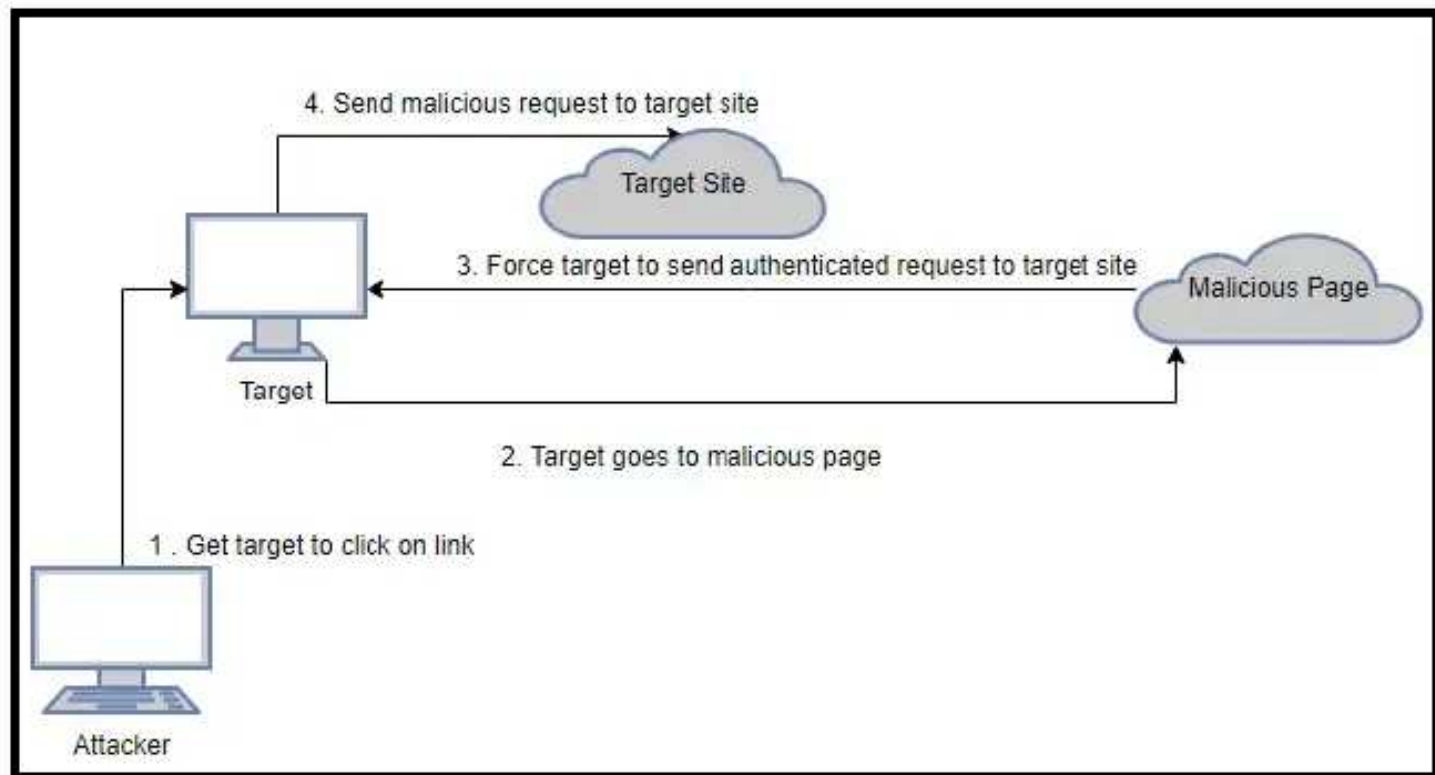 4. Send malicious request to target site
Target Site
3. Force target to send authenticated request to target site
Malicious Page
Target
2. Target goes to malicious page
1 . Get target to click on link
Attacker